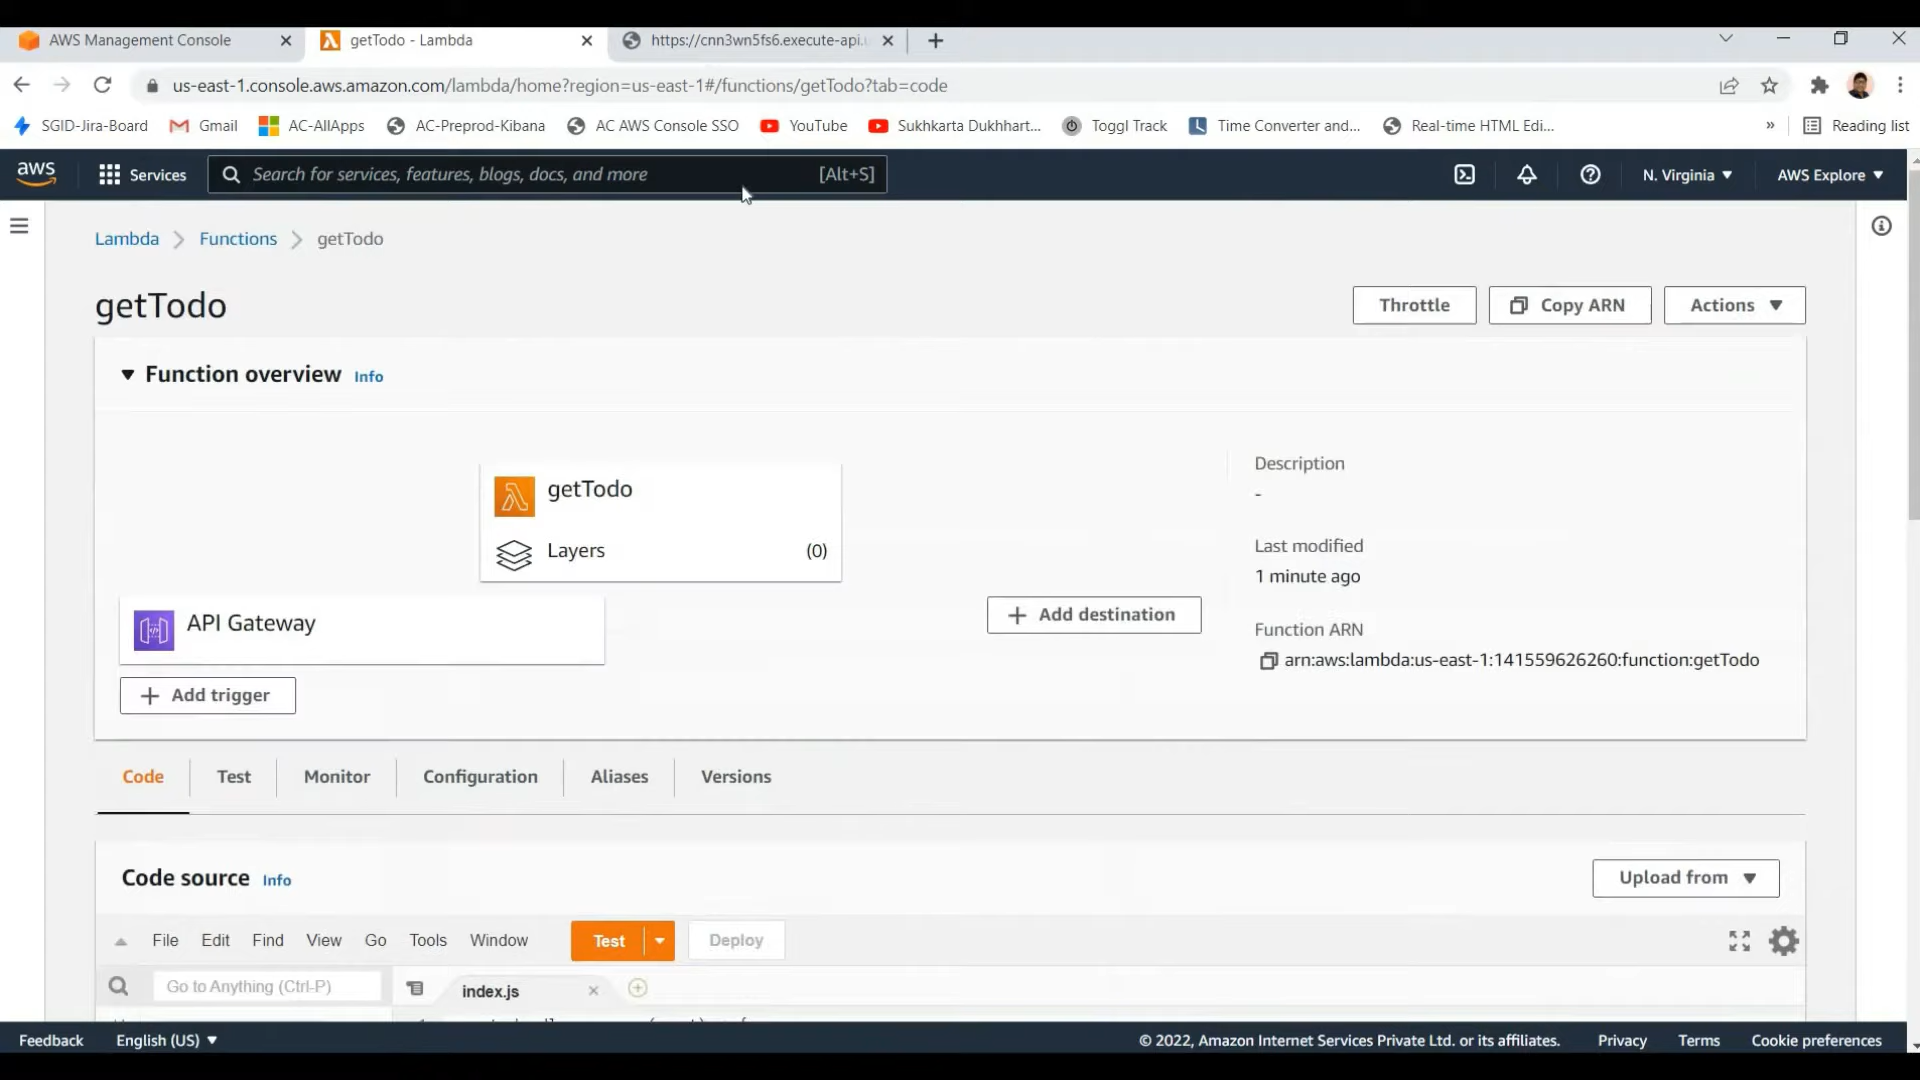 AWS Management Console
getTodo - Lambda
https://cnn3wn5fs6.execute-api.u
us-east-1.console.aws.amazon.com/lambda/home?region=us-east-1#/functions/getTodo?tab=code
SGID-Jira-Board
Gmail
AC-AllApps
AC-Preprod-Kibana
AC AWS Console SSO
YouTube
Sukhkarta Dukhhart...
Toggl Track
Time Converter and...
Real-time HTML Edi...
»
Reading list
aws
Services
Search for services, features, blogs, docs, and more
[Alt+S]
N. Virginia
AWS Explore
Lambda
Functions
getTodo
getTodo
Throttle
Copy ARN
Actions
Function overview
Info
getTodo
Layers
(0)
API Gateway
Add trigger
Add destination
Description
-
Last modified
1 minute ago
Function ARN
arn:aws:lambda:us-east-1:141559626260:function:getTodo
Code
Test
Monitor
Configuration
Aliases
Versions
Code source
Info
Upload from
File
Edit
Find
View
Go
Tools
Window
Test
Deploy
Go to Anything (Ctrl-P)
index.js
Feedback
English (US)
© 2022, Amazon Internet Services Private Ltd. or its affiliates.
Privacy
Terms
Cookie preferences